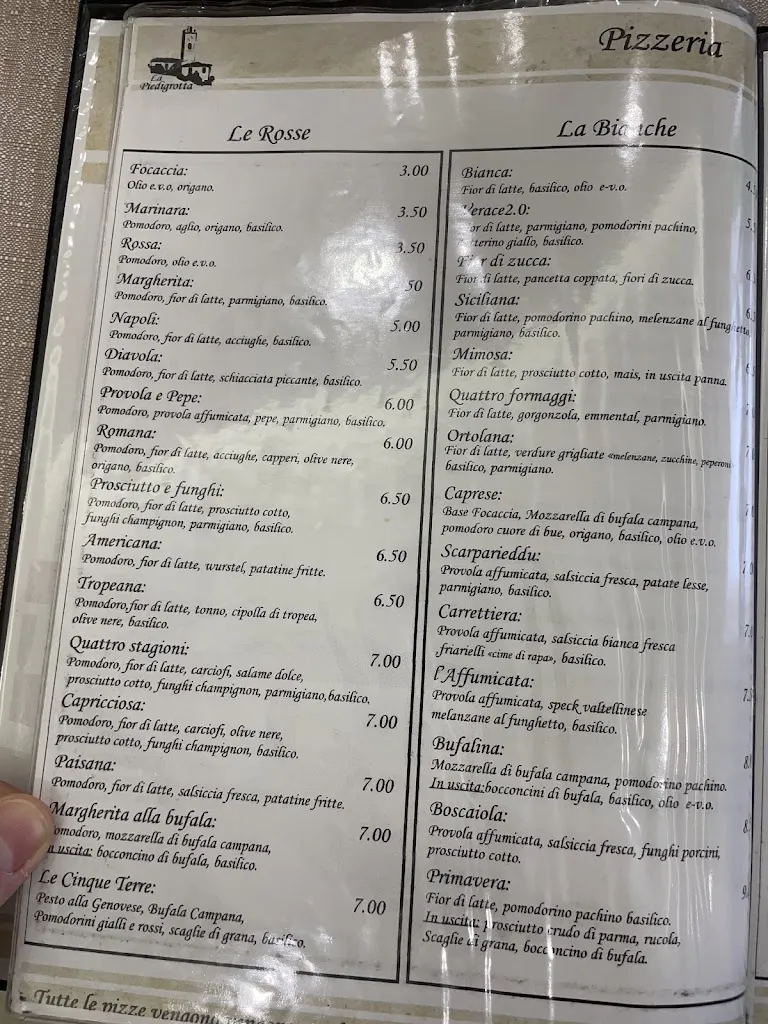 La
Piedigrotta
Pizzeria
Le Rosse
Focaccia: 3.00
Olio e.v.o, origano.
Marinara: 3.50
Pomodoro, aglio, origano, basilico.
Rossa: 3.50
Pomodoro, olio e.v.o.
Margherita: 50
Pomodoro, fior di latte, parmigiano, basilico.
Napoli: 5.00
Pomodoro, fior di latte, acciughe, basilico.
Diavola: 5.50
Pomodoro, fior di latte, schiacciata piccante, basilico.
Provola e Pepe: 6.00
Pomodoro, provola affumicata, pepe, parmigiano, basilico.
Romana: 6.00
Pomodoro, fior di latte, acciughe, capperi, olive nere,
origano, basilico.
Prosciutto e funghi: 6.50
Pomodoro, fior di latte, prosciutto cotto,
funghi champignon, parmigiano, basilico.
Americana: 6.50
Pomodoro, fior di latte, wurstel, patatine fritte.
Tropeana: 6.50
Pomodoro,fior di latte, tonno, cipolla di tropea,
olive nere, basilico.
Quattro stagioni: 7.00
Pomodoro, fior di latte, carciofi, salame dolce,
prosciutto cotto, funghi champignon, parmigiano,basilico.
Capricciosa: 7.00
Pomodoro, fior di latte, carciofi, olive nere,
prosciutto cotto, funghi champignon, basilico.
Paisana: 7.00
Pomodoro, fior di latte, salsiccia fresca, patatine fritte.
Margherita alla bufala: 7.00
Pomodoro, mozzarella di bufala campana,
In uscita: bocconcino di bufala, basilico.
Le Cinque Terre: 7.00
Pesto alla Genovese, Bufala Campana,
Pomodorini gialli e rossi, scaglie di grana, basilico.
La Bianche
Bianca:
Fior di latte, basilico, olio e-v.o.
Verace2.0:
Fior di latte, parmigiano, pomodorini pachino,
giallo, basilico.
Fior di zucca:
Fior di latte, pancetta coppata, fiori di zucca.
Siciliana:
Fior di latte, pomodorino pachino, melenzane al funghetto,
parmigiano, basilico.
Mimosa:
Fior di latte, prosciutto cotto, mais, in uscita panna.
Quattro formaggi:
Fior di latte, gorgonzola, emmental, parmigiano.
Ortolana:
Fior di latte, verdure grigliate «melenzane, zucchine, peperoni»
basilico, parmigiano.
Caprese:
Base Focaccia, Mozzarella di bufala campana,
pomodoro cuore di bue, origano, basilico, olio e.v.o.
Scarparieddu:
Provola affumicata, salsiccia fresca, patate lesse,
parmigiano, basilico.
Carrettiera:
Provola affumicata, salsiccia bianca fresca
friarielli «cime di rapa», basilico.
l'Affumicata:
Provola affumicata, speck valtellinese
melanzane al funghetto, basilico.
Bufalina:
Mozzarella di bufala campana, pomodorino pachino.
In uscita:bocconcini di bufala, basilico, olio e-v.o.
Boscaiola:
Provola affumicata, salsiccia fresca, funghi porcini,
prosciutto cotto.
Primavera:
Fior di latte, pomodorino pachino basilico.
In uscita: prosciutto crudo di parma, rucola,
Scaglie di grana, bocconcino di bufala.
Tutte le pizze vengono